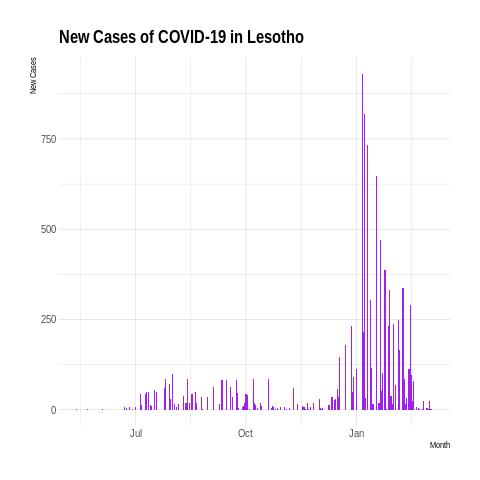 New Cases of COVID-19 in Lesotho
New Cases
750
500
250
0
Jul Oct Jan
Month